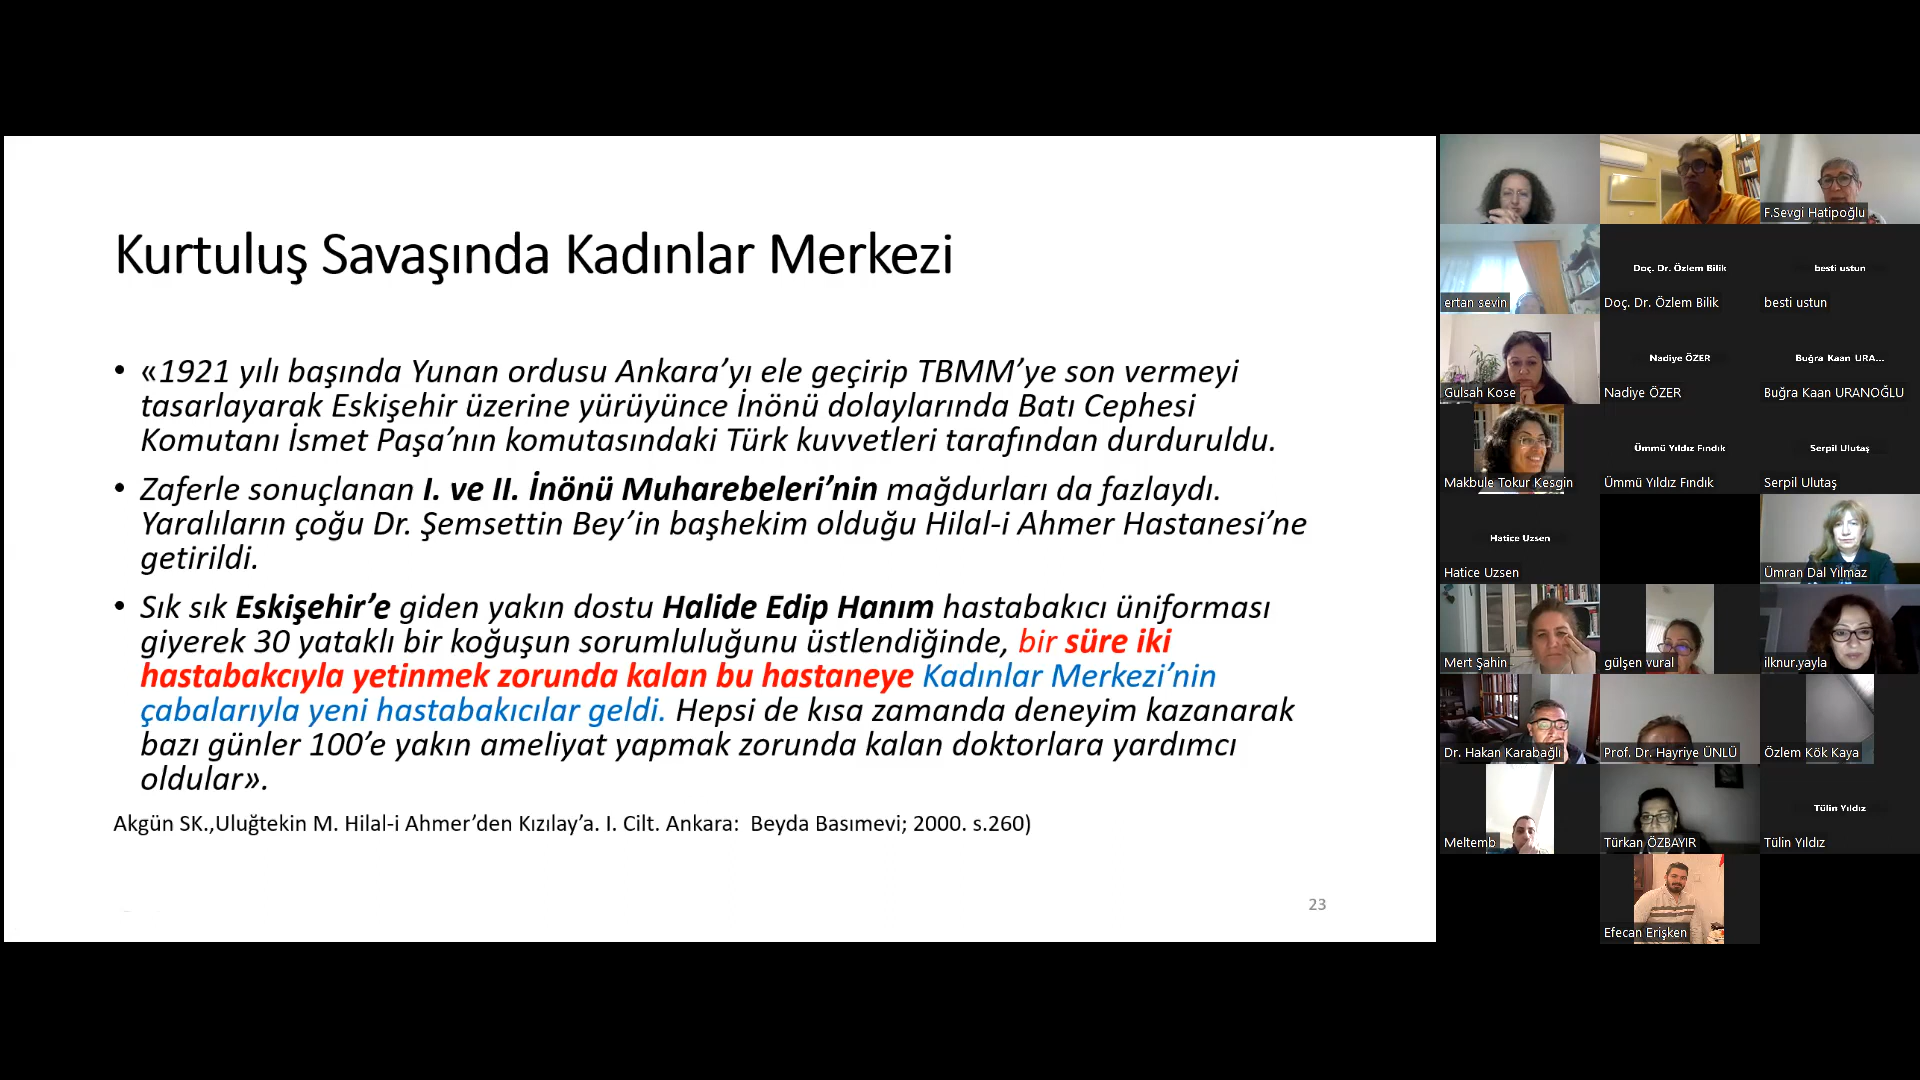 Kurtuluş Savaşında Kadınlar Merkezi
• «1921 yılı başında Yunan ordusu Ankara’yı ele geçirip TBMM’ye son vermeyi
tasarlayarak Eskişehir üzerine yürüyünce İnönü dolaylarında Batı Cephesi
Komutanı İsmet Paşa’nın komutasındaki Türk kuvvetleri tarafından durduruldu.
• Zaferle sonuçlanan I. ve II. İnönü Muharebeleri’nin mağdurları da fazlaydı.
Yaralıların çoğu Dr. Şemsettin Bey’in başhekim olduğu Hilal-i Ahmer Hastanesi’ne
getirildi.
• Sık sık Eskişehir’e giden yakın dostu Halide Edip Hanım hastabakıcı üniforması
giyerek 30 yataklı bir koğuşun sorumluluğunu üstlendiğinde, bir süre iki
hastabakcıyla yetinmek zorunda kalan bu hastaneye Kadınlar Merkezi’nin
çabalarıyla yeni hastabakıcılar geldi. Hepsi de kısa zamanda deneyim kazanarak
bazı günler 100’e yakın ameliyat yapmak zorunda kalan doktorlara yardımcı
oldular».
Akgün SK.,Uluğtekin M. Hilal-i Ahmer’den Kızılay’a. I. Cilt. Ankara: Beyda Basımevi; 2000. s.260)
23
F.Sevgi Hatipoğlu
ertan sevin
Doç. Dr. Özlem Bilik
Doç. Dr. Özlem Bilik
besti ustun
besti ustun
Gulsah Kose
Nadiye ÖZER
Nadiye ÖZER
Buğra Kaan URA...
Buğra Kaan URANOĞLU
Makbule Tokur Kesgin
Ümmü Yıldız Fındık
Ümmü Yıldız Fındık
Serpil Ulutaş
Serpil Ulutaş
Hatice Uzsen
Hatice Uzsen
Ümran Dal Yılmaz
Mert Şahin
gülşen vural
ilknur.yayla
Dr. Hakan Karabağlı
Prof. Dr. Hayriye ÜNLÜ
Özlem Kök Kaya
Meltemb
Türkan ÖZBAYIR
Tülin Yıldız
Tülin Yıldız
Efecan Erişken